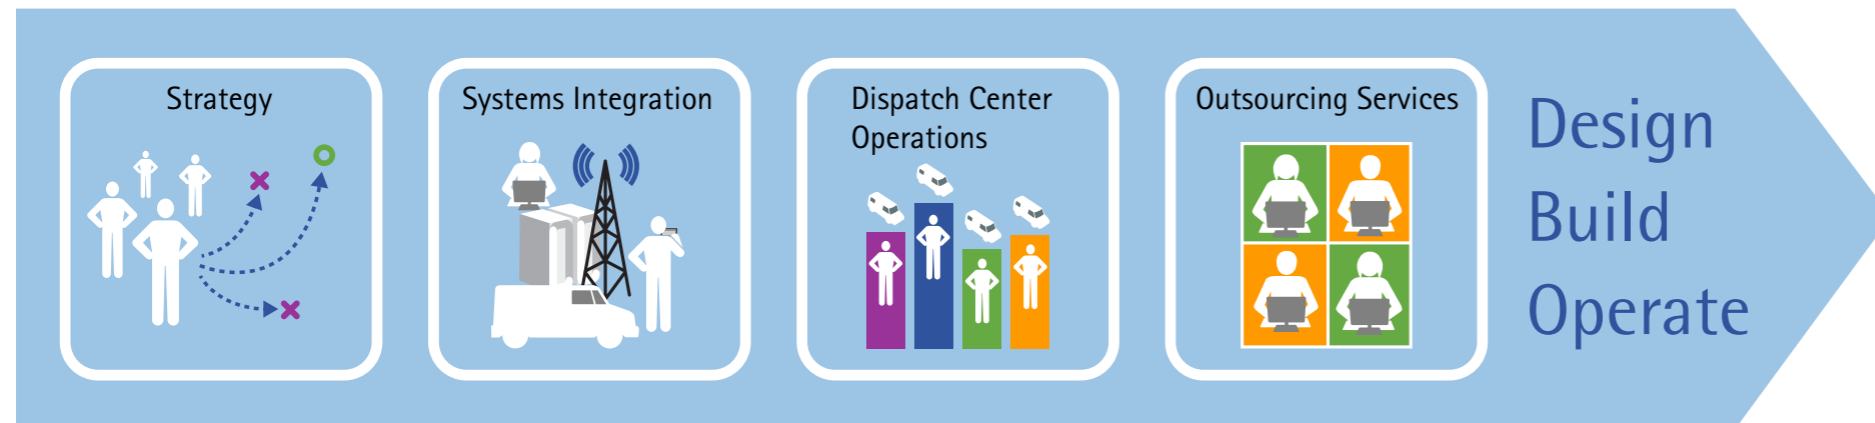 Strategy
Systems Integration
Dispatch Center
Operations
Outsourcing Services
Design
Build
Operate